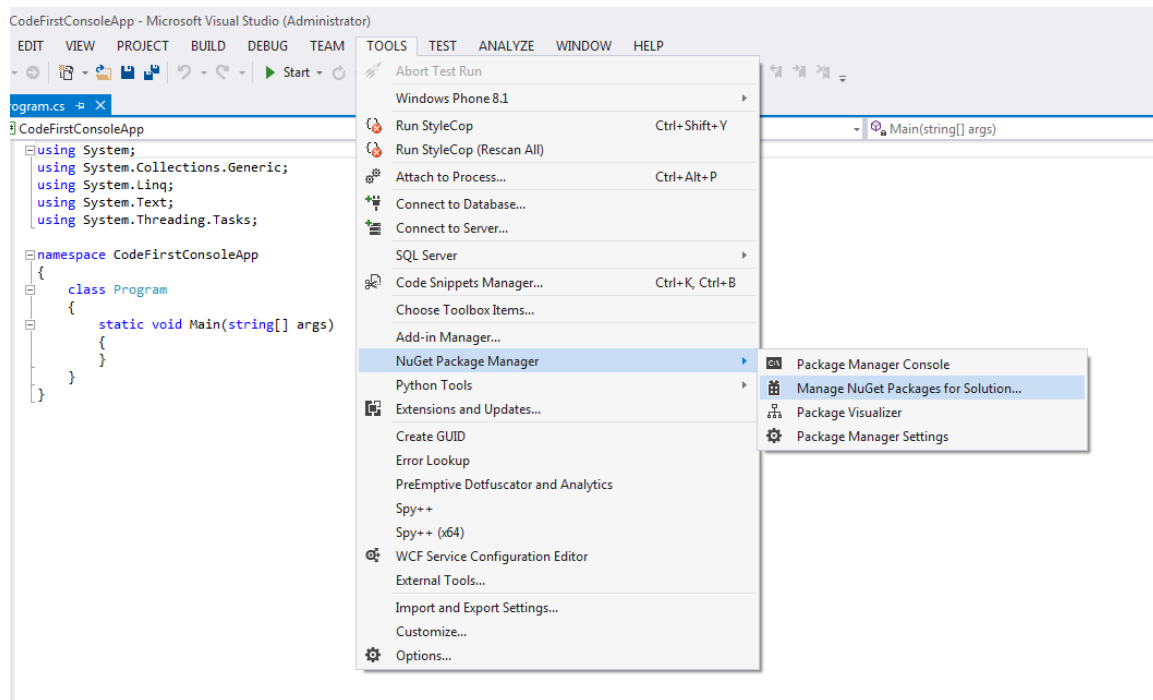 CodeFirstConsoleApp - Microsoft Visual Studio (Administrator)
EDIT VIEW PROJECT BUILD DEBUG TEAM TOOLS TEST ANALYZE WINDOW HELP
Start
rogram.cs
CodeFirstConsoleApp
Main(string[] args)
using System;
using System.Collections.Generic;
using System.Linq;
using System.Text;
using System.Threading.Tasks;
namespace CodeFirstConsoleApp
{
class Program
{
static void Main(string[] args)
{
}
}
}
Abort Test Run
Windows Phone 8.1
Run StyleCop Ctrl+Shift+Y
Run StyleCop (Rescan All)
Attach to Process... Ctrl+Alt+P
Connect to Database...
Connect to Server...
SQL Server
Code Snippets Manager... Ctrl+K, Ctrl+B
Choose Toolbox Items...
Add-in Manager...
NuGet Package Manager
Python Tools
Extensions and Updates...
Create GUID
Error Lookup
PreEmptive Dotfuscator and Analytics
Spy++
Spy++ (x64)
WCF Service Configuration Editor
External Tools...
Import and Export Settings...
Customize...
Options...
Package Manager Console
Manage NuGet Packages for Solution...
Package Visualizer
Package Manager Settings